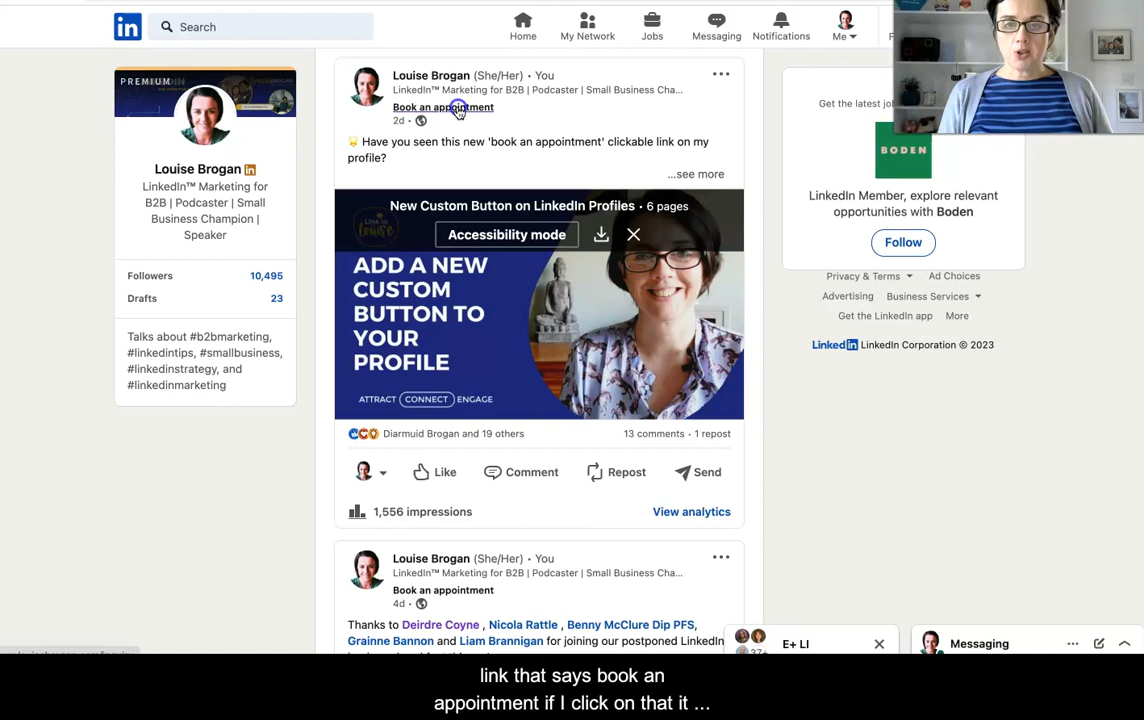 in
Search
Home
My Network
Jobs
Messaging
Notifications
Me
PREMIUM
Louise Brogan
LinkedIn™ Marketing for
B2B | Podcaster | Small
Business Champion |
Speaker
Followers 10,495
Drafts 23
Talks about #b2bmarketing,
#linkedintips, #smallbusiness,
#linkedinstrategy, and
#linkedinmarketing
Louise Brogan (She/Her) • You
LinkedIn™ Marketing for B2B | Podcaster | Small Business Cha...
Book an appointment
2d •
Have you seen this new 'book an appointment' clickable link on my
profile?
...see more
New Custom Button on LinkedIn Profiles • 6 pages
Accessibility mode
ADD A NEW
CUSTOM
BUTTON TO
YOUR
PROFILE
ATTRACT CONNECT ENGAGE
Diarmuid Brogan and 19 others
13 comments • 1 repost
Like
Comment
Repost
Send
1,556 impressions
View analytics
Louise Brogan (She/Her) • You
LinkedIn™ Marketing for B2B | Podcaster | Small Business Cha...
Book an appointment
4d •
Thanks to Deirdre Coyne , Nicola Rattle , Benny McClure Dip PFS,
Grainne Bannon and Liam Brannigan for joining our postponed LinkedIn
Get the latest
BODEN
LinkedIn Member, explore relevant
opportunities with Boden
Follow
Privacy & Terms
Ad Choices
Advertising
Business Services
Get the LinkedIn app
More
LinkedIn LinkedIn Corporation © 2023
37+
E+ LI
Messaging
link that says book an
appointment if I click on that it ...